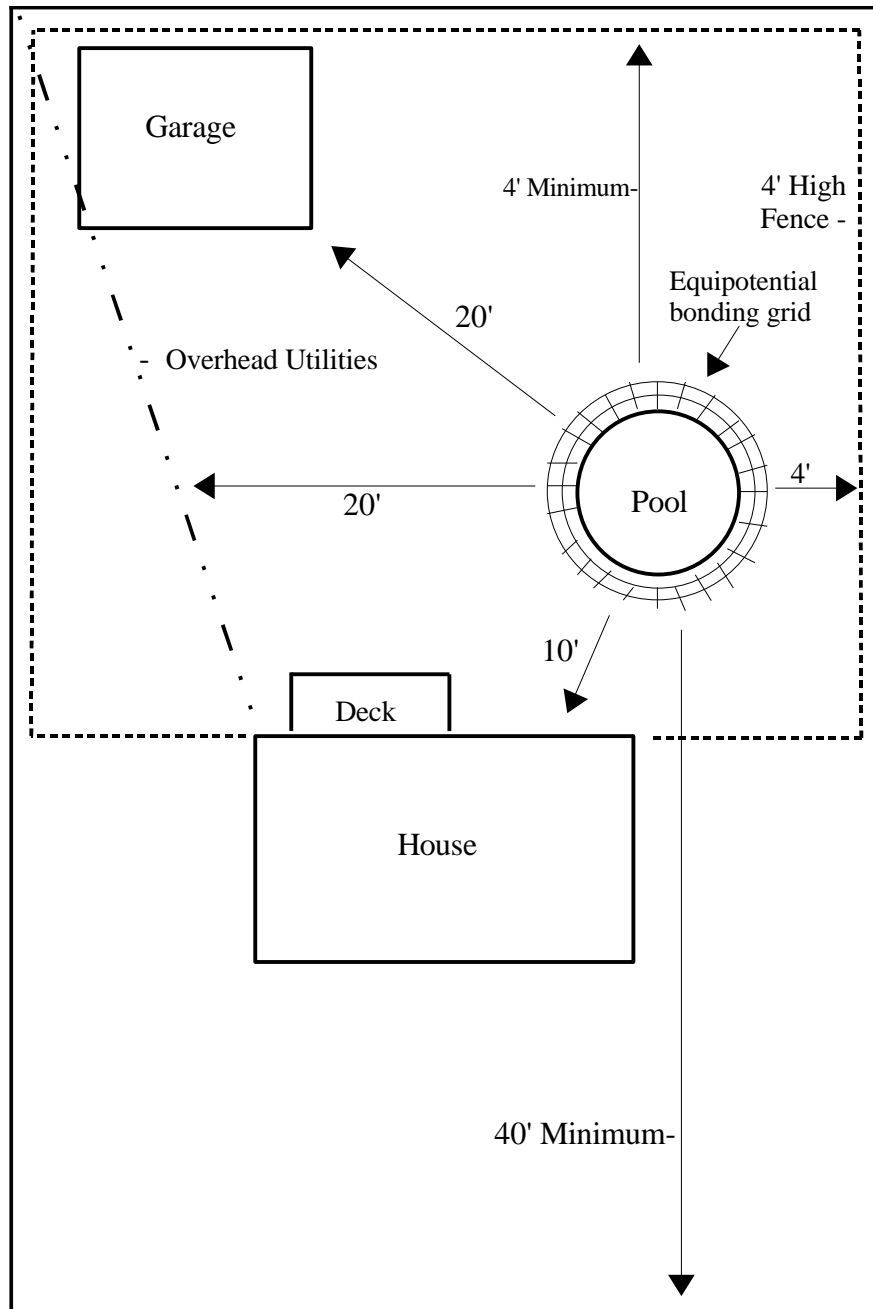 Garage
4' Minimum-
4' High
Fence -
Equipotential
bonding grid
20'
- Overhead Utilities
20'
Pool
4'
10'
Deck
House
40' Minimum-